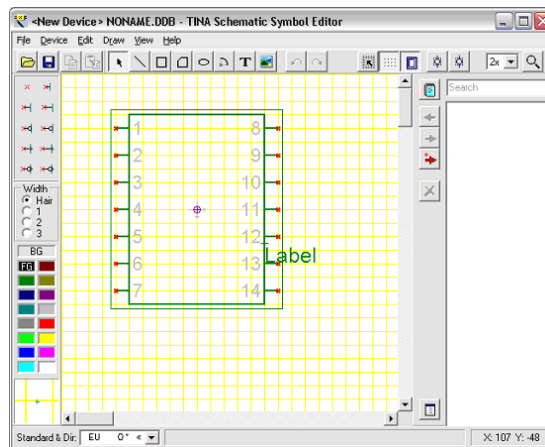 <New Device> NONAME.DDB - TINA Schematic Symbol Editor
File Device Edit Draw View Help
T 2x
Search
1 8
2 9
3 10
4 11
5 12
Label
6 13
7 14
Width
Hair
1
2
3
BG
FG
Standard & Dir: EU 0° < X: 107 Y: -48